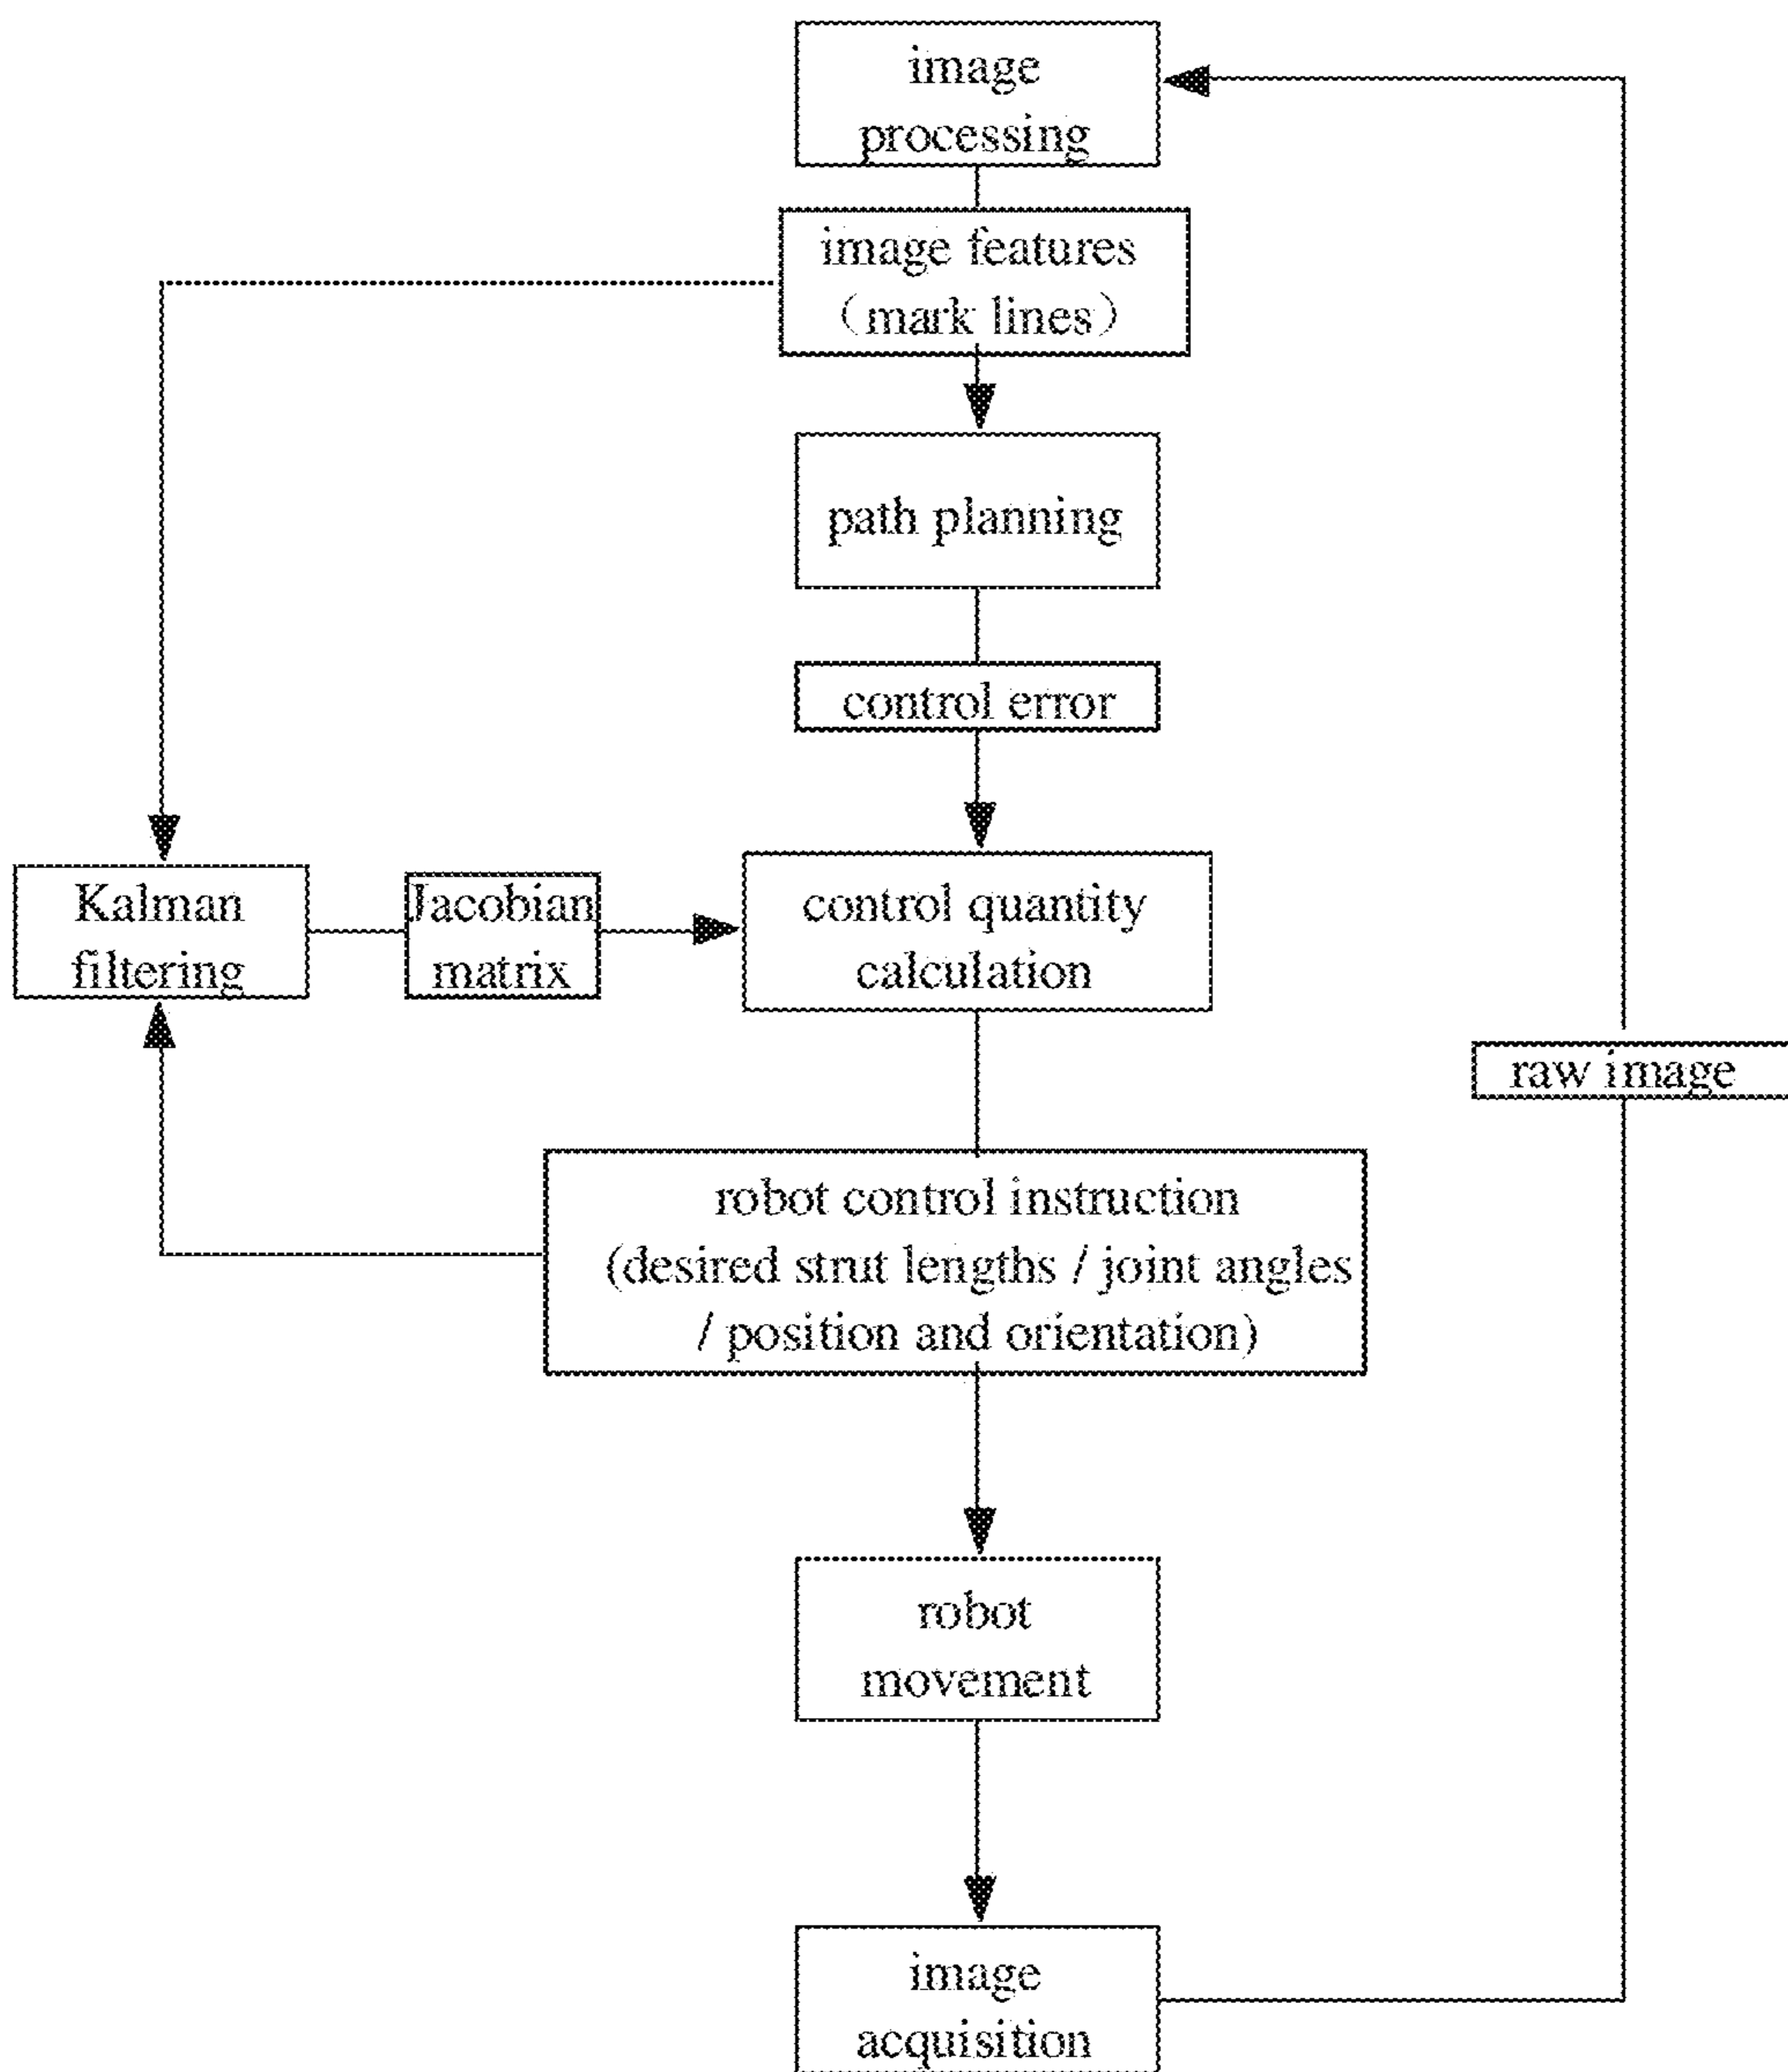 image
processing
image features
（mark lines）
path planning
control error
Kalman
filtering
Jacobian
matrix
control quantity
calculation
raw image
robot control instruction
(desired strut lengths / joint angles
/ position and orientation)
robot
movement
image
acquisition